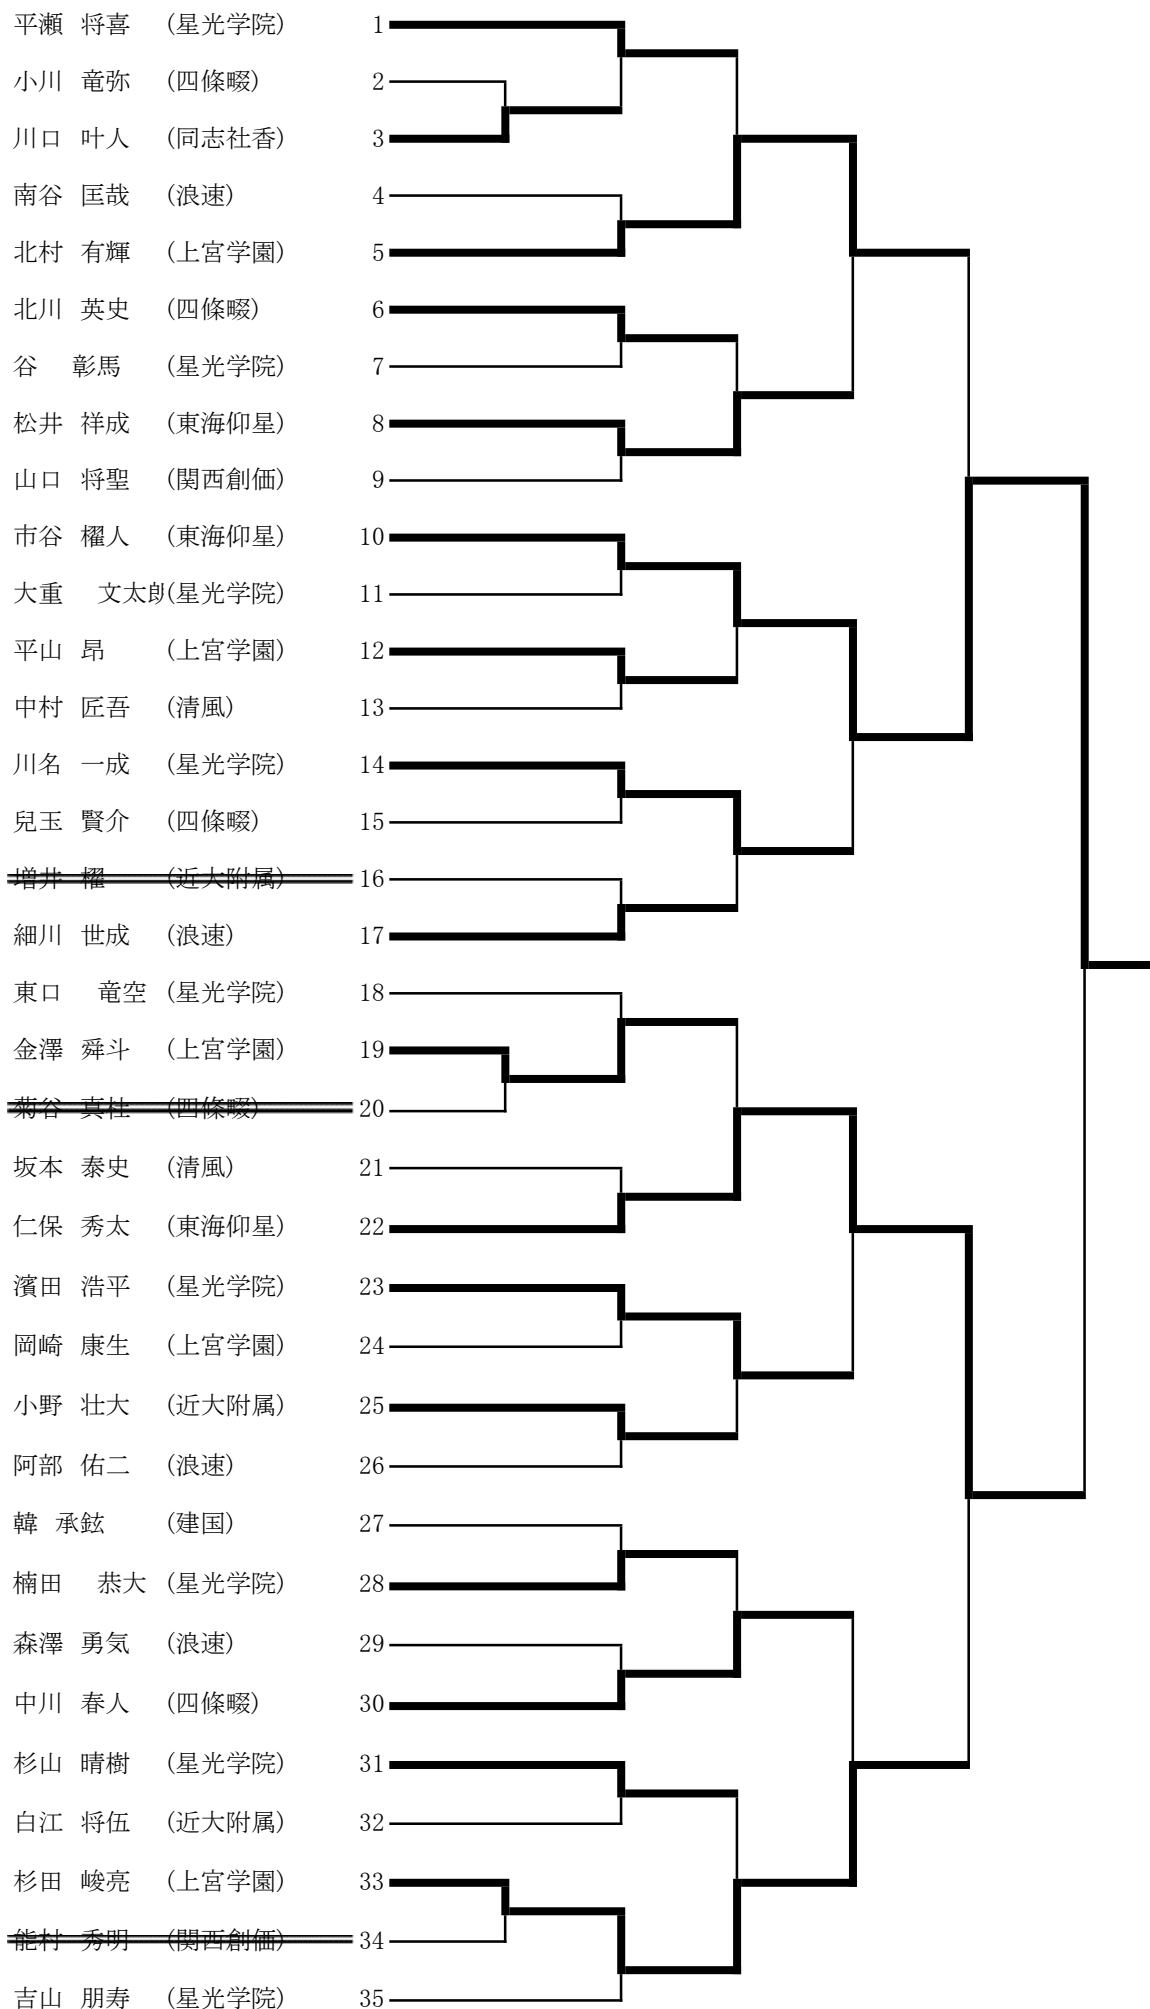 平瀬 将喜 (星光学院) 1
小川 竜弥 (四條畷) 2
川口 叶人 (同志社香) 3
南谷 匡哉 (浪速) 4
北村 有輝 (上宮学園) 5
北川 英史 (四條畷) 6
谷 彰馬 (星光学院) 7
松井 祥成 (東海仰星) 8
山口 将聖 (関西創価) 9
市谷 櫂人 (東海仰星) 10
大重 文太郎(星光学院) 11
平山 昂 (上宮学園) 12
中村 匠吾 (清風) 13
川名 一成 (星光学院) 14
兒玉 賢介 (四條畷) 15
増井 櫂 (近大附属) 16
細川 世成 (浪速) 17
東口 竜空 (星光学院) 18
金澤 舜斗 (上宮学園) 19
菊谷 真杜 (四條畷) 20
坂本 泰史 (清風) 21
仁保 秀太 (東海仰星) 22
濱田 浩平 (星光学院) 23
岡崎 康生 (上宮学園) 24
小野 壮大 (近大附属) 25
阿部 佑二 (浪速) 26
韓 承鉉 (建国) 27
楠田 恭大 (星光学院) 28
森澤 勇気 (浪速) 29
中川 春人 (四條畷) 30
杉山 晴樹 (星光学院) 31
白江 将伍 (近大附属) 32
杉田 峻亮 (上宮学園) 33
能村 秀明 (関西創価) 34
吉山 朋寿 (星光学院) 35